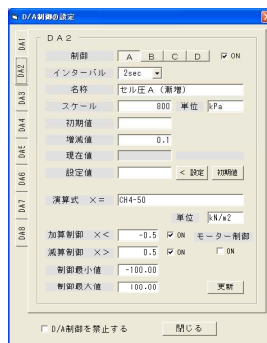 D/A制御の設定
DA1
DA2
DA3
DA4
DA5
DA6
DA7
DA8
DA2
制御 A B C D ON
インターバル 2sec
名称 セル圧A (漸増)
スケール 800 単位 kPa
初期値
増減値 0.1
現在値
設定値 < 設定 初期値
演算式 X= CH4-50
単位 kN/m2
加算制御 X< -0.5 ON モーター制御
減算制御 X> 0.5 ON ON
制御最小値 -100.00
制御最大値 100.00 更新
D/A制御を禁止する 閉じる